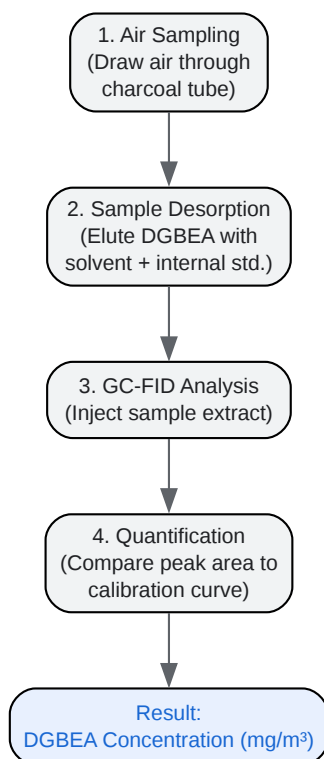 1. Air Sampling
(Draw air through
charcoal tube)
2. Sample Desorption
(Elute DGBEA with
solvent + internal std.)
3. GC-FID Analysis
(Inject sample extract)
4. Quantification
(Compare peak area to
calibration curve)
Result:
DGBEA Concentration (mg/m³)